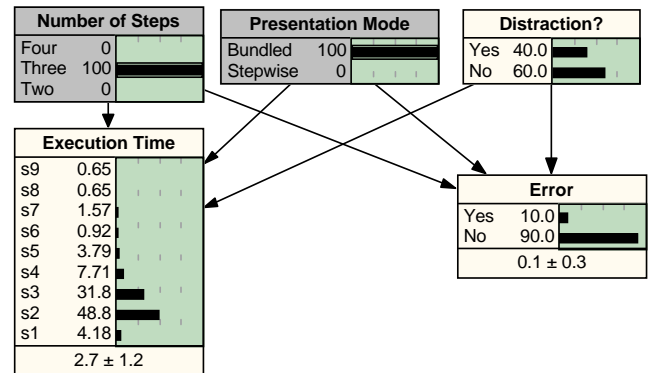 Number of Steps
Four 0
Three 100
Two 0
Presentation Mode
Bundled 100
Stepwise 0
Distraction?
Yes 40.0
No 60.0
Execution Time
s9 0.65
s8 0.65
s7 1.57
s6 0.92
s5 3.79
s4 7.71
s3 31.8
s2 48.8
s1 4.18
2.7 ± 1.2
Error
Yes 10.0
No 90.0
0.1 ± 0.3